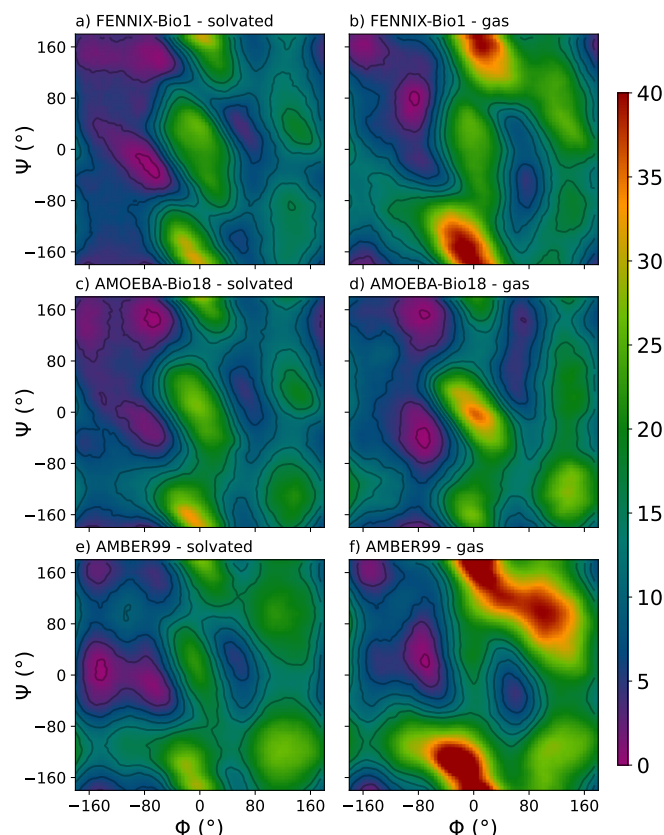 a) FENNIX-Bio1 - solvated
b) FENNIX-Bio1 - gas
160
80
0
−80
−160
Ψ (°)
c) AMOEBA-Bio18 - solvated
d) AMOEBA-Bio18 - gas
160
80
0
−80
−160
Ψ (°)
e) AMBER99 - solvated
f) AMBER99 - gas
160
80
0
−80
−160
Ψ (°)
−160 −80 0 80 160
−160 −80 0 80 160
Φ (°)
Φ (°)
40
35
30
25
20
15
10
5
0